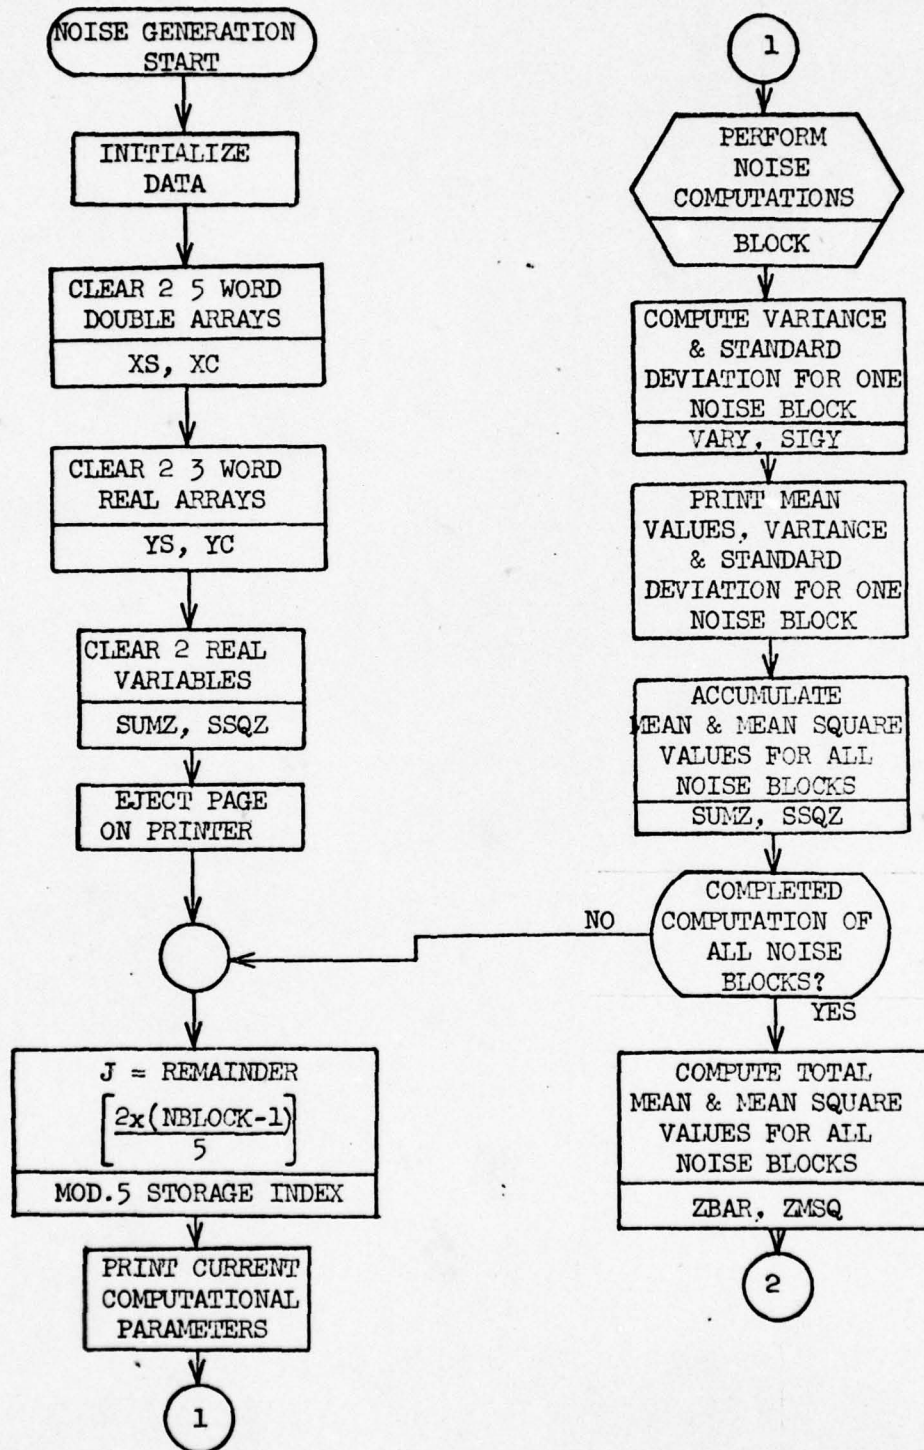 NOISE GENERATION
START
INITIALIZE
DATA
CLEAR 2 5 WORD
DOUBLE ARRAYS
XS, XC
CLEAR 2 3 WORD
REAL ARRAYS
YS, YC
CLEAR 2 REAL
VARIABLES
SUMZ, SSQZ
EJECT PAGE
ON PRINTER
J = REMAINDER
[2x(NBLOCK-1)
5]
MOD.5 STORAGE INDEX
PRINT CURRENT
COMPUTATIONAL
PARAMETERS
1
1
PERFORM
NOISE
COMPUTATIONS
BLOCK
COMPUTE VARIANCE
& STANDARD
DEVIATION FOR ONE
NOISE BLOCK
VARY, SIGY
PRINT MEAN
VALUES, VARIANCE
& STANDARD
DEVIATION FOR ONE
NOISE BLOCK
ACCUMULATE
MEAN & MEAN SQUARE
VALUES FOR ALL
NOISE BLOCKS
SUMZ, SSQZ
COMPLETED
COMPUTATION OF
ALL NOISE
BLOCKS?
NO
YES
COMPUTE TOTAL
MEAN & MEAN SQUARE
VALUES FOR ALL
NOISE BLOCKS
ZBAR, ZMSQ
2